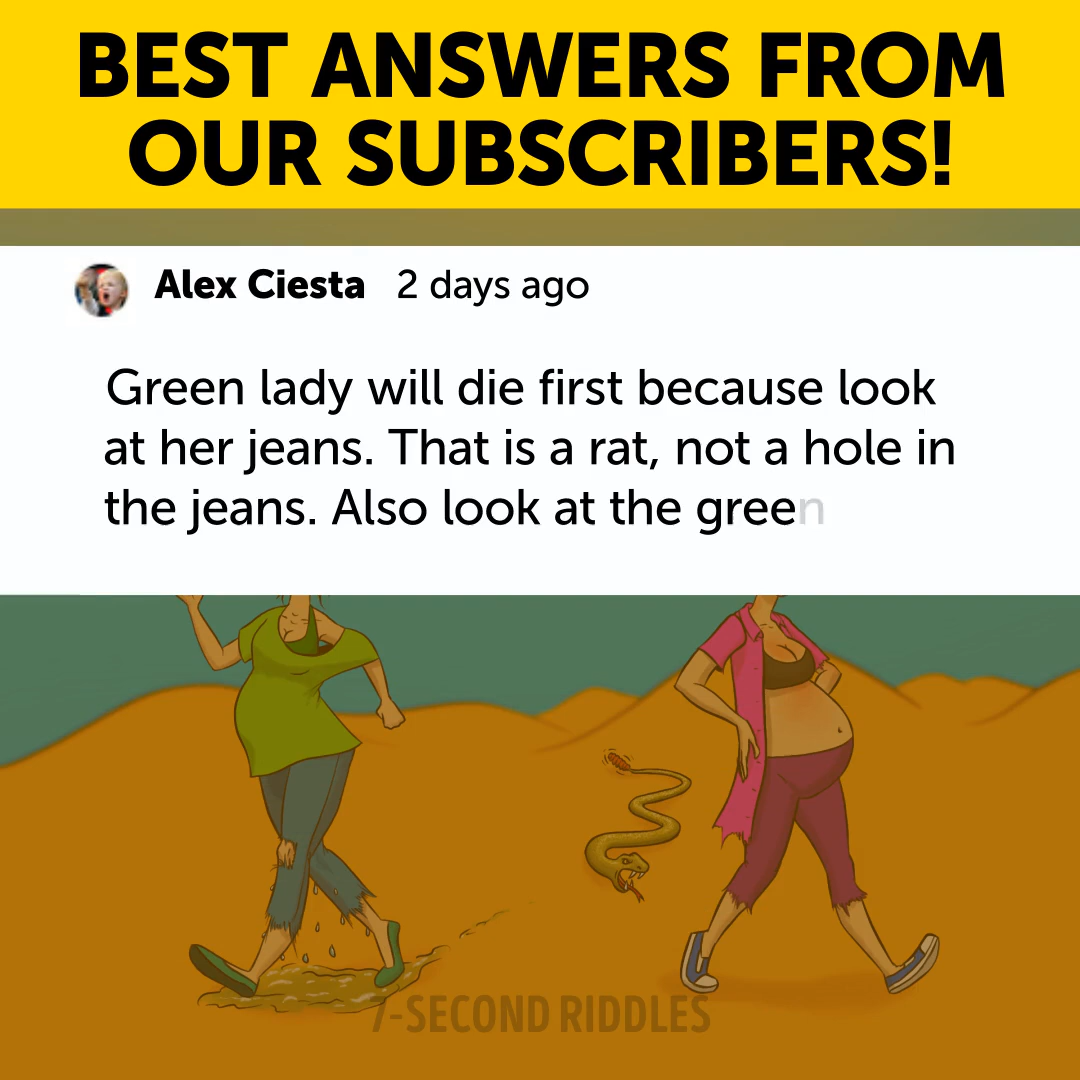 BEST ANSWERS FROM
OUR SUBSCRIBERS!
Alex Ciesta 2 days ago
Green lady will die first because look
at her jeans. That is a rat, not a hole in
the jeans. Also look at the green
7-SECOND RIDDLES